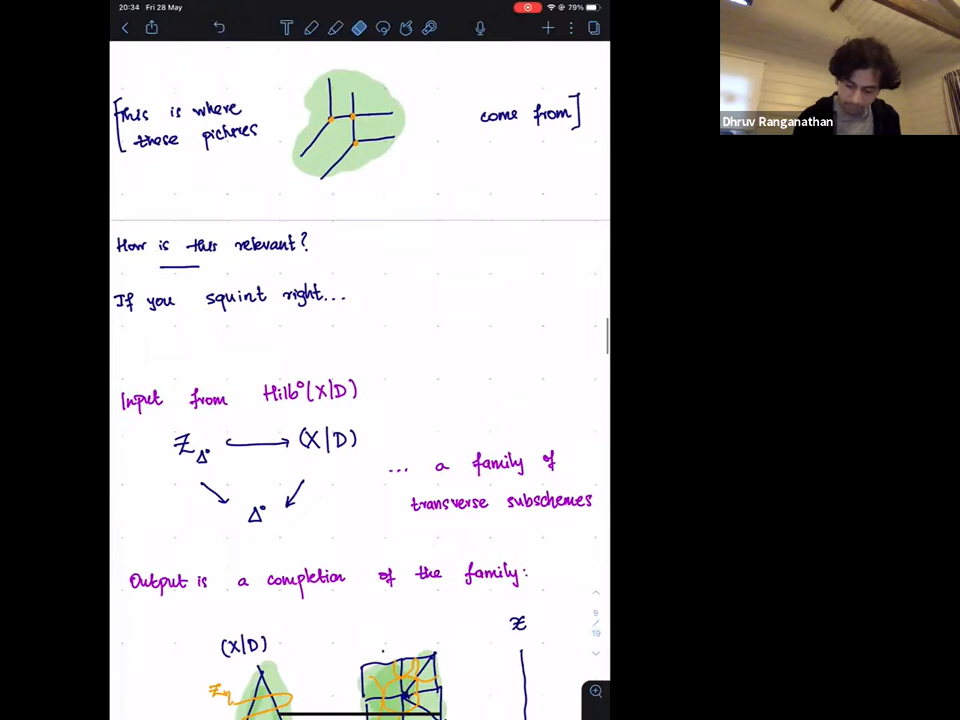 20:34 Fri 28 May
79%
[This is where these pictures come from]
How is this relevant?
If you squint right...
Input from Hilb°(X|D)
Z_Δ° ↪ (X|D)
Δ°
... a family of transverse subschemes
Output is a completion of the family:
(X|D)
Z_η
𝒳
9
/
19
Dhruv Ranganathan